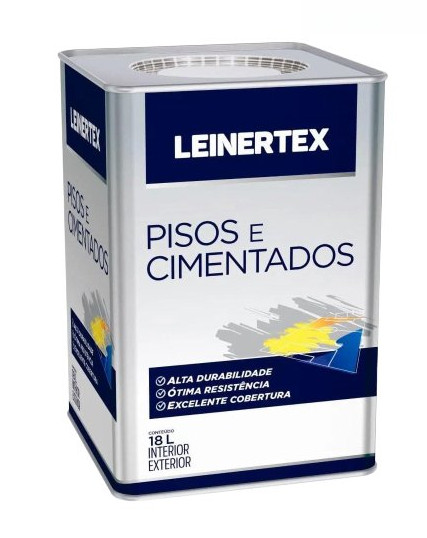 LEINERTEX
PISOS E
CIMENTADOS
ALTA DURABILIDADE
ÓTIMA RESISTÊNCIA
EXCELENTE COBERTURA
CONTEÚDO
18 L
INTERIOR
EXTERIOR
LEINERTEX
PISOS E
CIMENTADOS